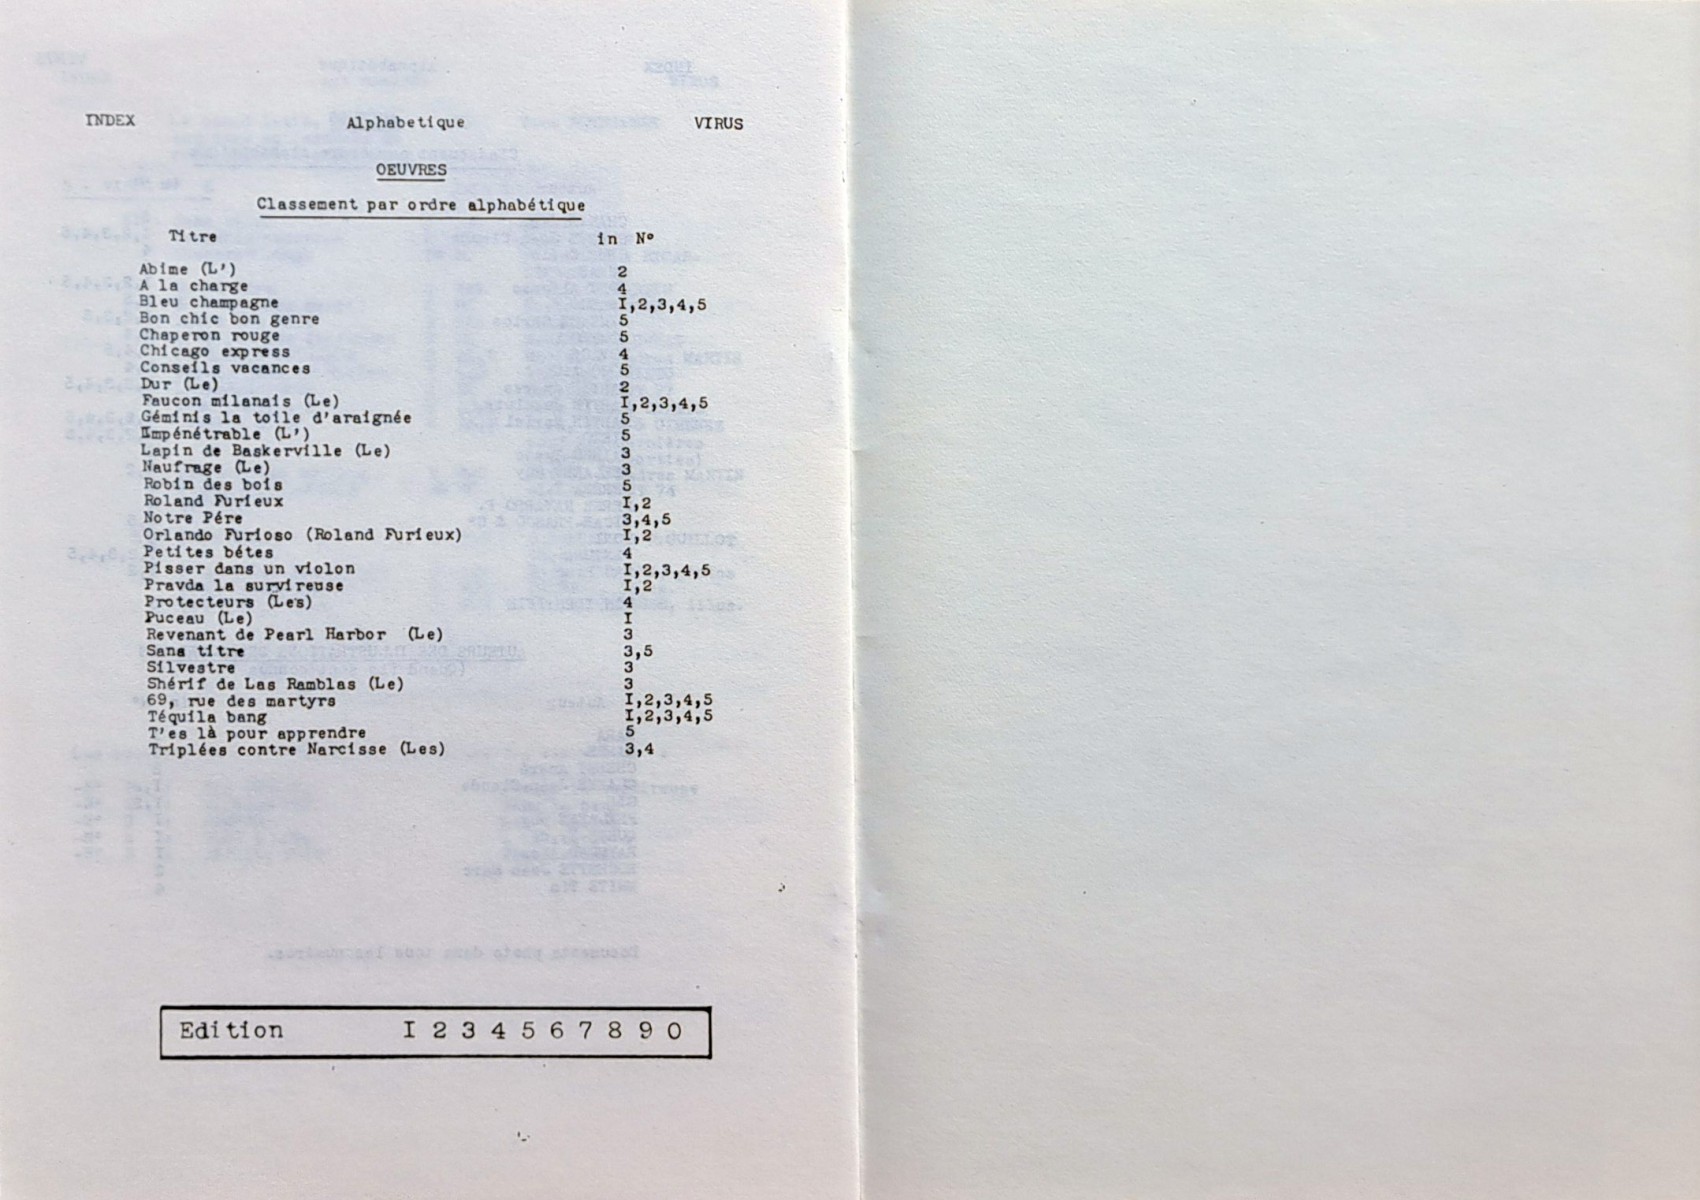 INDEX Alphabetique VIRUS
OEUVRES
Classement par ordre alphabétique
Titre in N°
Abime (L') 2
A la charge 4
Bleu champagne I,2,3,4,5
Bon chic bon genre 5
Chaperon rouge 5
Chicago express 4
Conseils vacances 5
Dur (Le) 2
Faucon milanais (Le) I,2,3,4,5
Géminis la toile d'araignée 5
Impénétrable (L') 5
Lapin de Baskerville (Le) 3
Naufrage (Le) 3
Robin des bois 5
Roland Furieux I,2
Notre Pére 3,4,5
Orlando Furioso (Roland Furieux) I,2
Petites bétes 4
Pisser dans un violon I,2,3,4,5
Pravda la survireuse I,2
Protecteurs (Les) 4
Puceau (Le) I
Revenant de Pearl Harbor (Le) 3
Sans titre 3,5
Silvestre 3
Shérif de Las Ramblas (Le) 3
69, rue des martyrs I,2,3,4,5
Téquila bang I,2,3,4,5
T'es là pour apprendre 5
Triplées contre Narcisse (Les) 3,4
Edition I 2 3 4 5 6 7 8 9 0